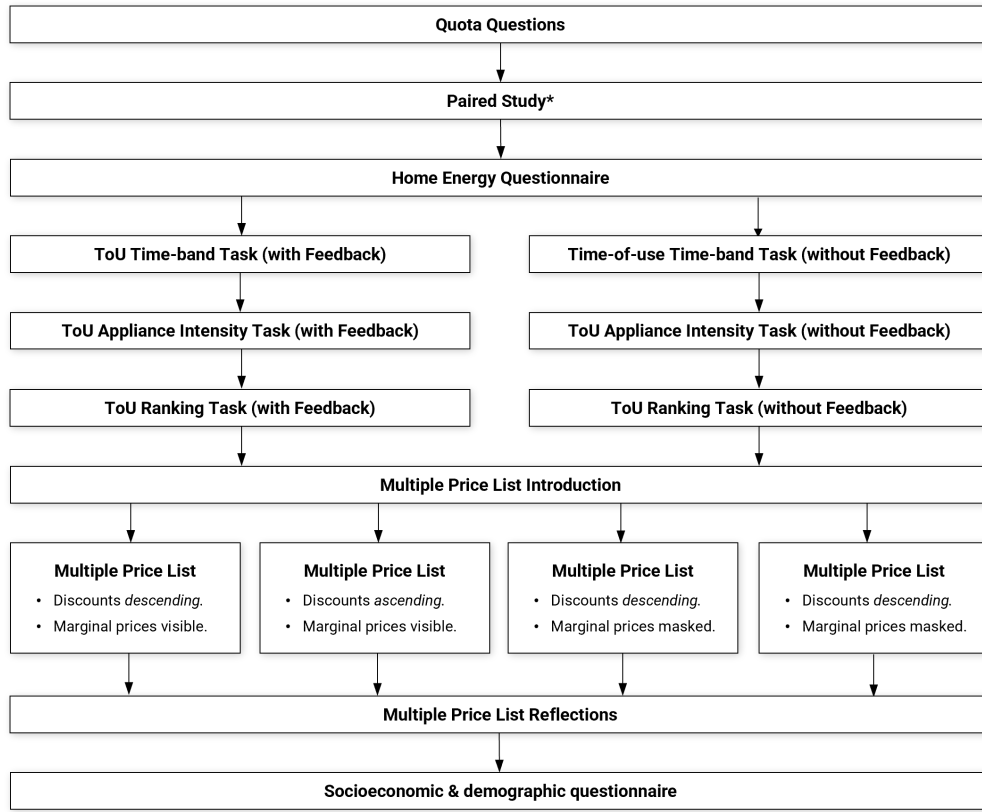 Quota Questions
Paired Study*
Home Energy Questionnaire
ToU Time-band Task (with Feedback)
Time-of-use Time-band Task (without Feedback)
ToU Appliance Intensity Task (with Feedback)
ToU Appliance Intensity Task (without Feedback)
ToU Ranking Task (with Feedback)
ToU Ranking Task (without Feedback)
Multiple Price List Introduction
Multiple Price List
• Discounts descending.
• Marginal prices visible.
Multiple Price List
• Discounts ascending.
• Marginal prices visible.
Multiple Price List
• Discounts descending.
• Marginal prices masked.
Multiple Price List
• Discounts descending.
• Marginal prices masked.
Multiple Price List Reflections
Socioeconomic & demographic questionnaire